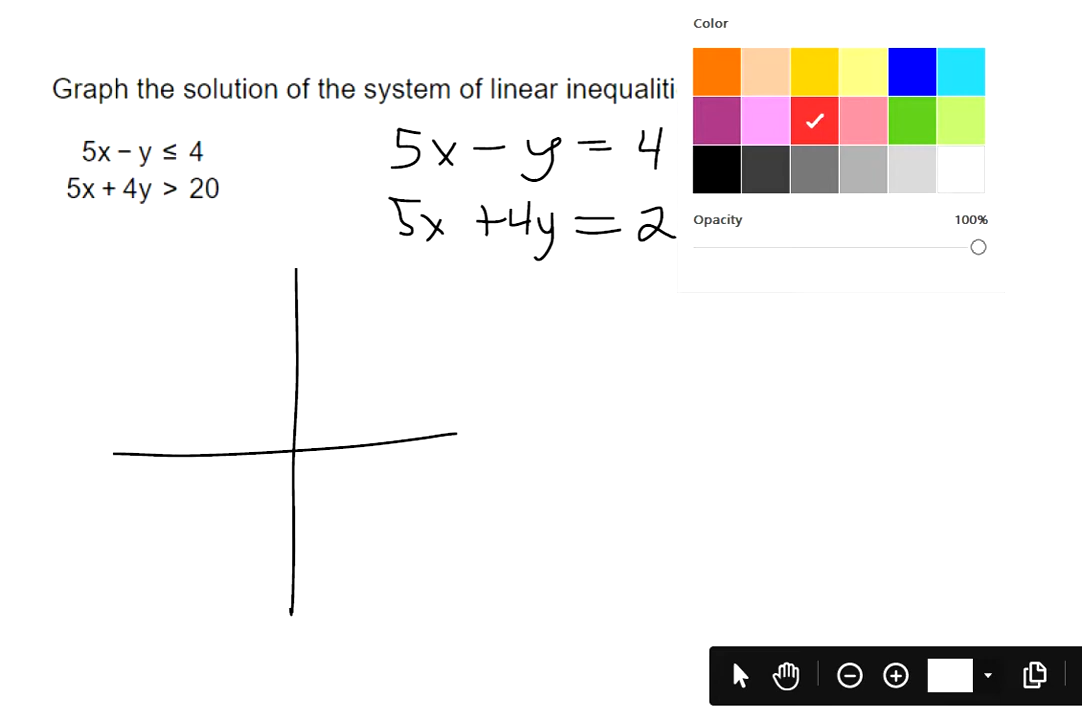 Color
Graph the solution of the system of linear inequaliti
5x − y ≤ 4
5x − y = 4
5x + 4y > 20
5x + 4y = 2
Opacity 100%